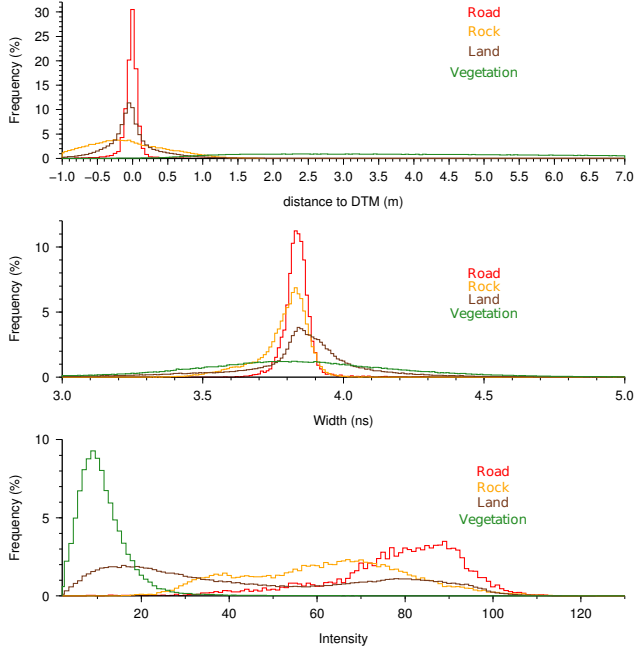 Frequency (%)
30
25
20
15
10
5
0
Road
Rock
Land
Vegetation
−1.0 −0.5 0.0 0.5 1.0 1.5 2.0 2.5 3.0 3.5 4.0 4.5 5.0 5.5 6.0 6.5 7.0
distance to DTM (m)
Frequency (%)
10
5
0
Road
Rock
Land
Vegetation
3.0 3.5 4.0 4.5 5.0
Width (ns)
Frequency (%)
10
5
0
Road
Rock
Land
Vegetation
20 40 60 80 100 120
Intensity